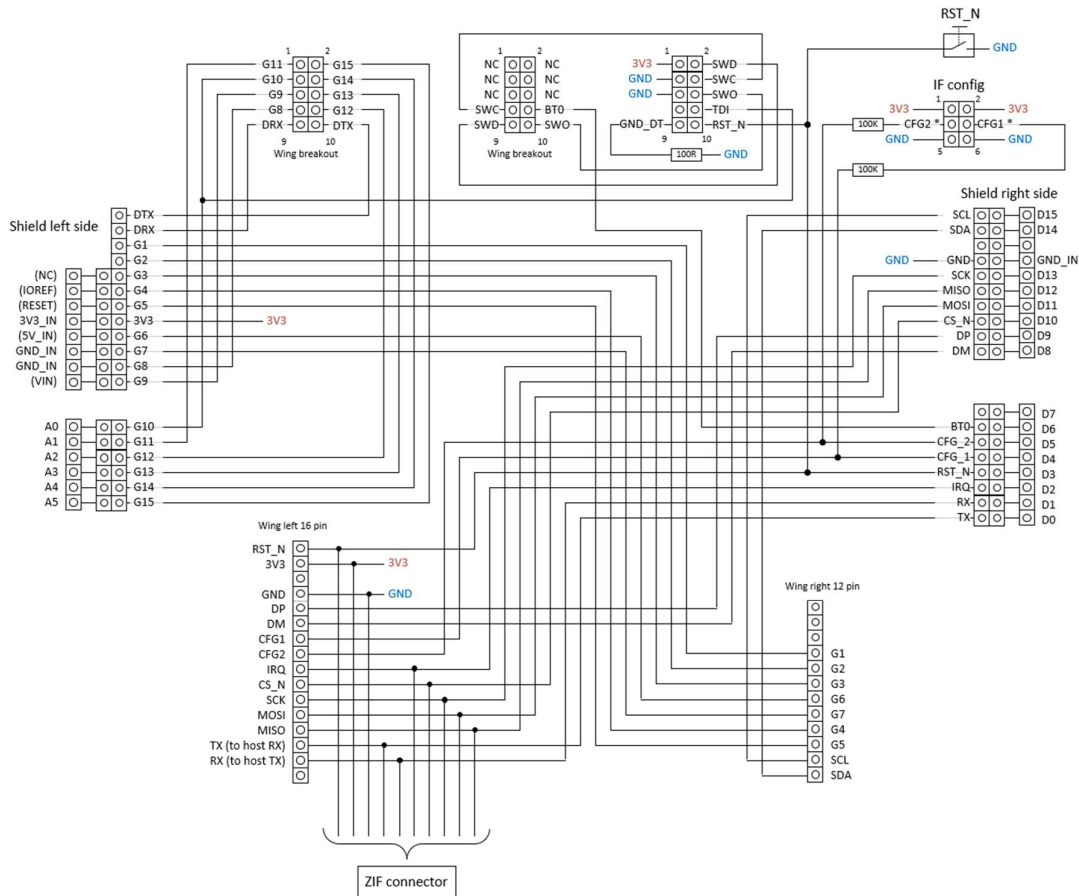 RST_N
GND
1 2
G11 G15
G10 G14
G9 G13
G8 G12
DRX DTX
9 10
Wing breakout
1 2
NC NC
NC NC
NC NC
SWC BT0
SWD SWO
9 10
Wing breakout
1 2
3V3 SWD
GND SWC
GND SWO
TDI
GND_DT RST_N
9 10
100R GND
IF config
1 2
3V3 3V3
100K CFG2 * CFG1 *
GND GND
5 6
100K
Shield left side
DTX
DRX
G1
G2
(NC) G3
(IOREF) G4
(RESET) G5
3V3_IN 3V3 3V3
(5V_IN) G6
GND_IN G7
GND_IN G8
(VIN) G9
A0 G10
A1 G11
A2 G12
A3 G13
A4 G14
A5 G15
Shield right side
SCL D15
SDA D14
GND GND GND_IN
SCK D13
MISO D12
MOSI D11
CS_N D10
DP D9
DM D8
D7
BT0 D6
CFG_2 D5
CFG_1 D4
RST_N D3
IRQ D2
RX D1
TX D0
Wing left 16 pin
RST_N
3V3 3V3
GND GND
DP
DM
CFG1
CFG2
IRQ
CS_N
SCK
MOSI
MISO
TX (to host RX)
RX (to host TX)
Wing right 12 pin
G1
G2
G3
G6
G7
G4
G5
SCL
SDA
ZIF connector